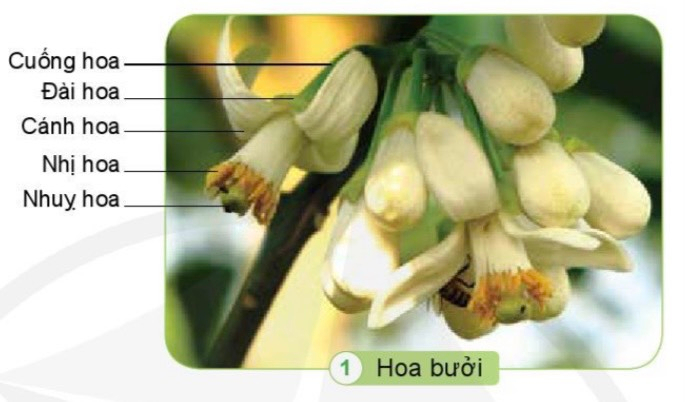 Cuống hoa
Đài hoa
Cánh hoa
Nhị hoa
Nhuỵ hoa
1 Hoa bưởi